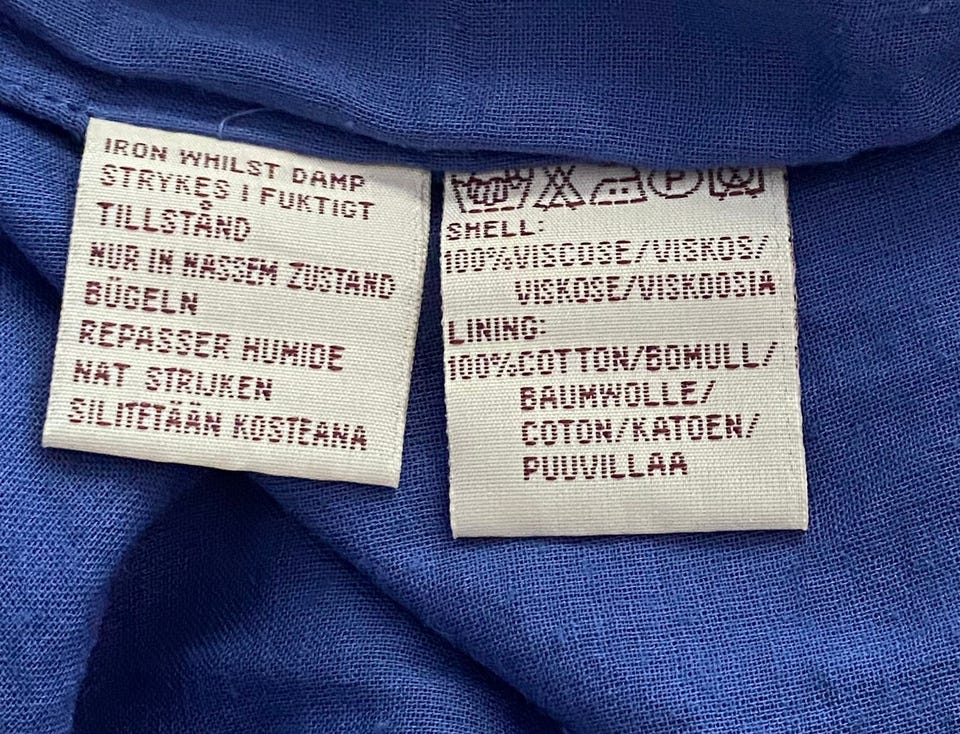 IRON WHILST DAMP
STRYKES I FUKTIGT
TILLSTÅND
NUR IN NASSEM ZUSTAND
BÜGELN
REPASSER HUMIDE
NAT STRIJKEN
SILITETÄÄN KOSTEANA
P
SHELL:
100%VISCOSE/VISKOS/
VISKOSE/VISKOOSIA
LINING:
100%COTTON/BOMULL/
BAUMWOLLE/
COTON/KATOEN/
PUUVILLAA